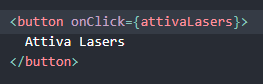 <button onClick={attivaLasers}>
  Attiva Lasers
</button>